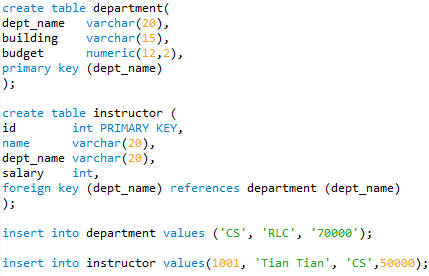 create table department(
dept_name varchar(20),
building varchar(15),
budget numeric(12,2),
primary key (dept_name)
);
create table instructor (
id int PRIMARY KEY,
name varchar(20),
dept_name varchar(20),
salary int,
foreign key (dept_name) references department (dept_name)
);
insert into department values ('CS', 'RLC', '70000');
insert into instructor values(1001, 'Tian Tian', 'CS',50000);